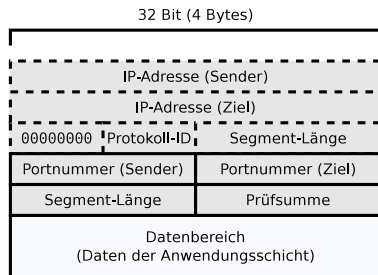 32 Bit (4 Bytes)
IP-Adresse (Sender)
IP-Adresse (Ziel)
00000000 Protokoll-ID Segment-Länge
Portnummer (Sender) Portnummer (Ziel)
Segment-Länge Prüfsumme
Datenbereich
(Daten der Anwendungsschicht)